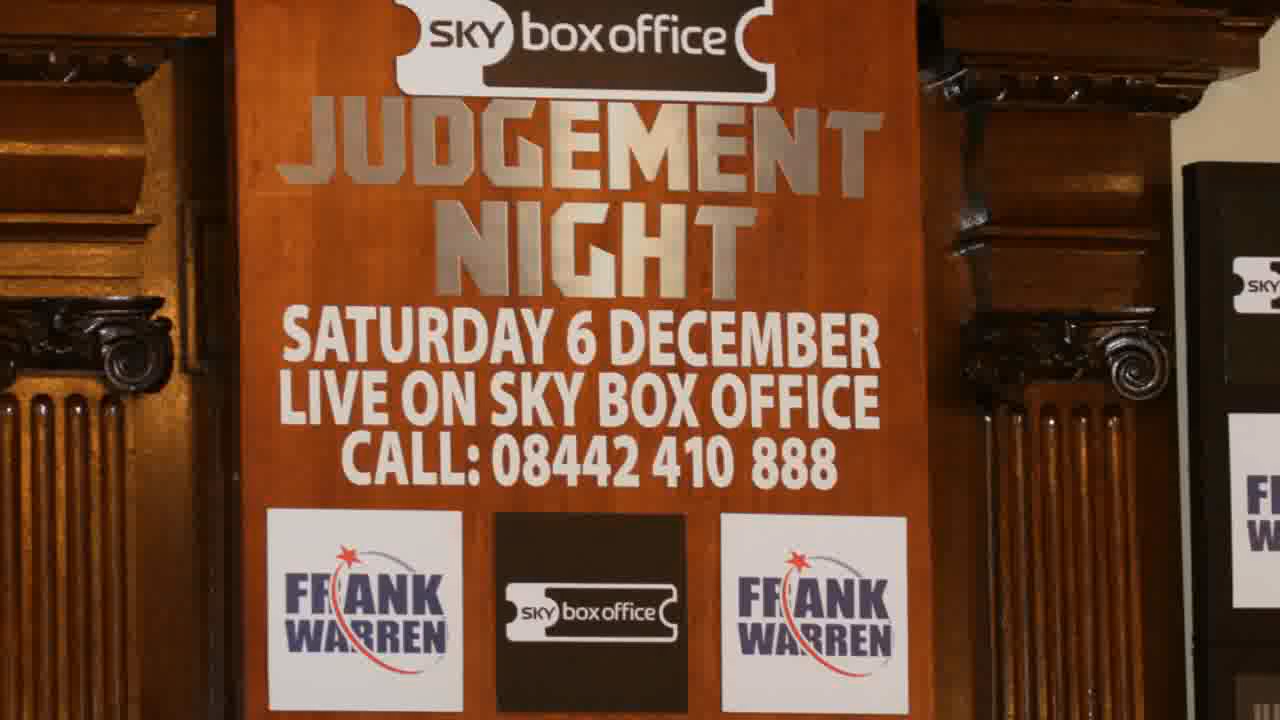 SKY box office
JUDGEMENT
NIGHT
SATURDAY 6 DECEMBER
LIVE ON SKY BOX OFFICE
CALL: 08442 410 888
FRANK
WARREN
SKY box office
FRANK
WARREN
SKY